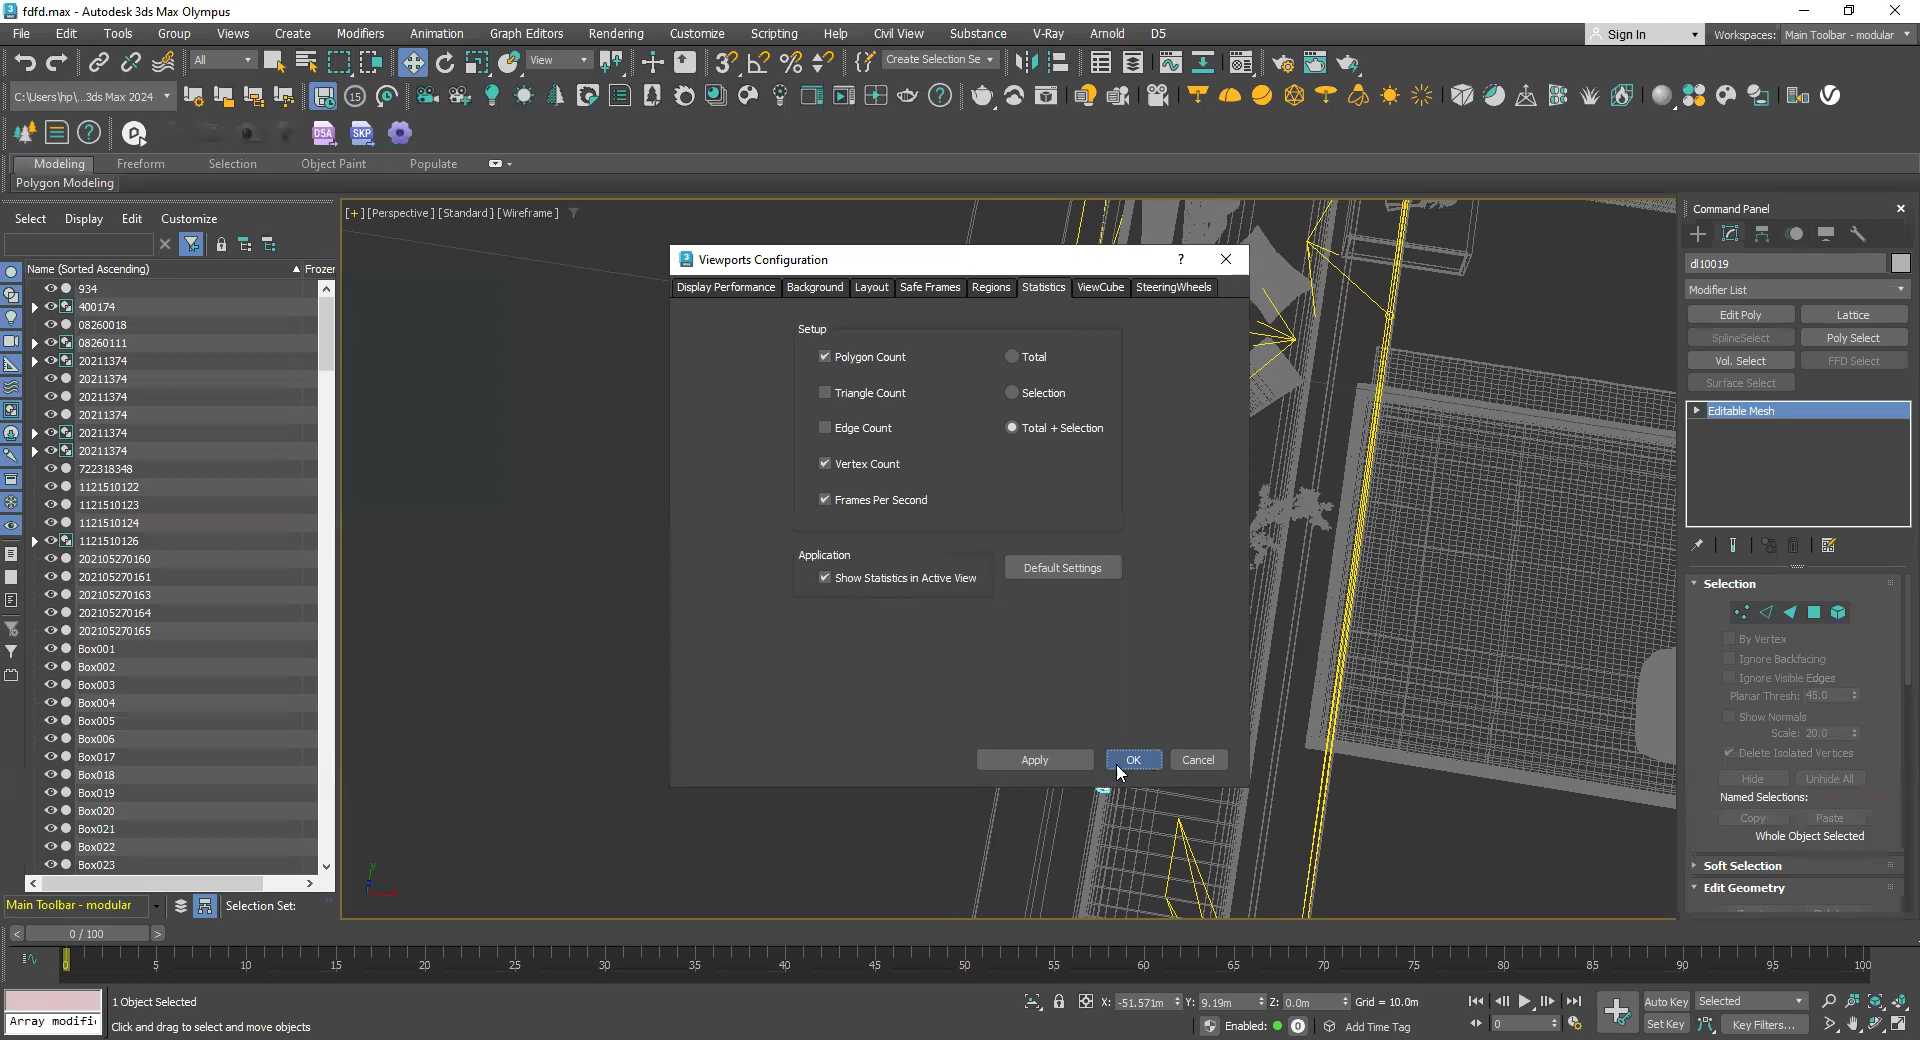 fdfd.max - Autodesk 3ds Max Olympus
File Edit Tools Group Views Create Modifiers Animation Graph Editors Rendering Customize Scripting Help Civil View Substance V-Ray Arnold D5 Sign In Workspaces: Main Toolbar - modular
All View Create Selection Se
C:\Users\hp\...3ds Max 2024 15
D5A SKP
Modeling Freeform Selection Object Paint Populate
Polygon Modeling
Select Display Edit Customize
[+][Perspective][Standard][Wireframe]
Name (Sorted Ascending) Frozen
934
400174
08260018
08260111
20211374
20211374
20211374
20211374
20211374
20211374
722318348
1121510122
1121510123
1121510124
1121510126
202105270160
202105270161
202105270163
202105270164
202105270165
Box001
Box002
Box003
Box004
Box005
Box006
Box017
Box018
Box019
Box020
Box021
Box022
Box023
Main Toolbar - modular Selection Set:
Viewports Configuration ?
Display Performance Background Layout Safe Frames Regions Statistics ViewCube SteeringWheels
Setup
Polygon Count Total
Triangle Count Selection
Edge Count Total + Selection
Vertex Count
Frames Per Second
Application
Show Statistics in Active View Default Settings
Apply OK Cancel
Command Panel
dl10019
Modifier List
Edit Poly Lattice
SplineSelect Poly Select
Vol. Select FFD Select
Surface Select
Editable Mesh
Selection
By Vertex
Ignore Backfacing
Ignore Visible Edges
Planar Thresh: 45.0
Show Normals
Scale: 20.0
Delete Isolated Vertices
Hide Unhide All
Named Selections:
Copy Paste
Whole Object Selected
Soft Selection
Edit Geometry
0 / 100
0 5 10 15 20 25 30 35 40 45 50 55 60 65 70 75 80 85 90 95 100
1 Object Selected X: -51.571m Y: 9.19m Z: 0.0m Grid = 10.0m Auto Key Selected
Array modifi Click and drag to select and move objects Enabled: 0 Add Time Tag 0 Set Key Key Filters...